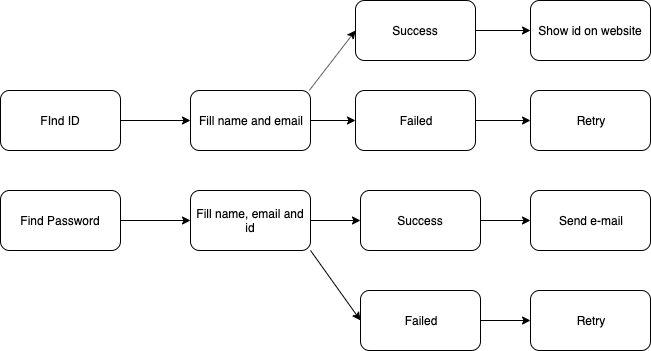 Success
Show id on website
FInd ID
Fill name and email
Failed
Retry
Find Password
Fill name, email and
id
Success
Send e-mail
Failed
Retry